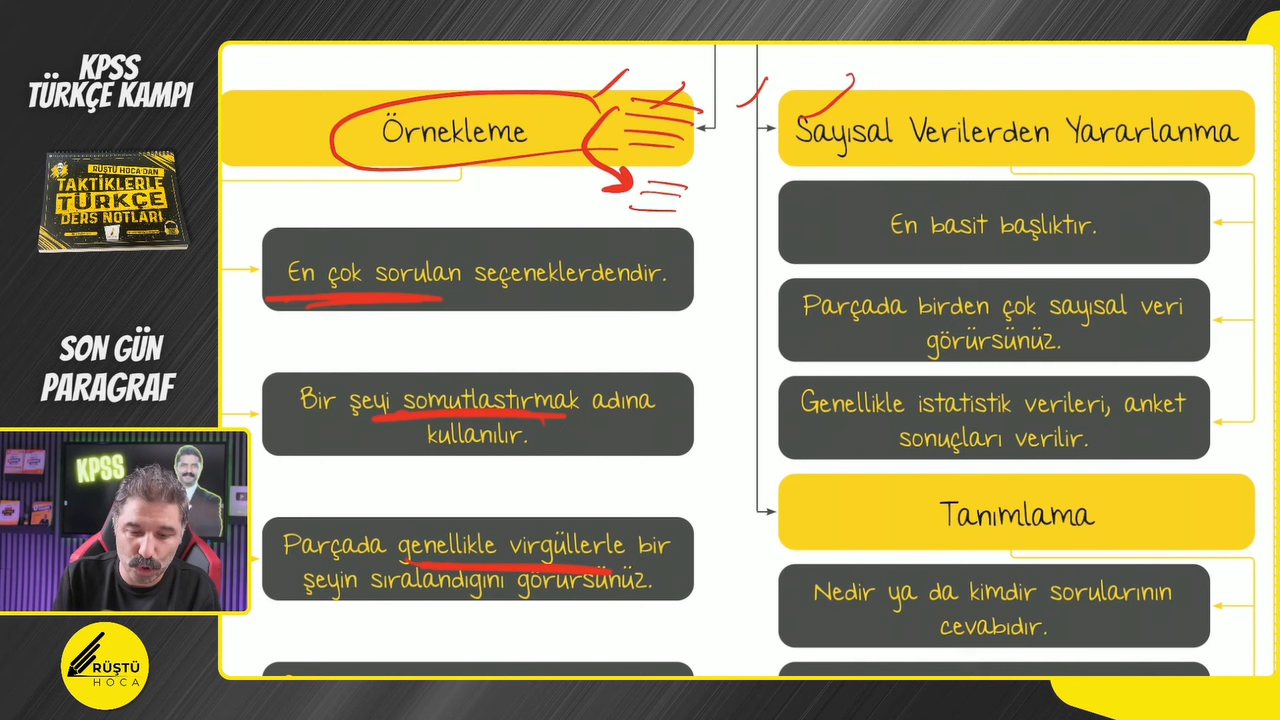 KPSS
TÜRKÇE KAMPI
RÜŞTÜ HOCA'DAN
TAKTİKLERLE
TÜRKÇE
DERS NOTLARI
SON GÜN
PARAGRAF
KPSS
RÜŞTÜ
HOCA
Örnekleme
En çok sorulan seçeneklerdendir.
Bir şeyi somutlastırmak adına
kullanılır.
Parçada genellikle virgüllerle bir
şeyin sıralandığını görürsünüz.
Sayısal Verilerden Yararlanma
En basit başlıktır.
Parçada birden çok sayısal veri
görürsünüz.
Genellikle istatistik verileri, anket
sonuçları verilir.
Tanımlama
Nedir ya da kimdir sorularının
cevabıdır.